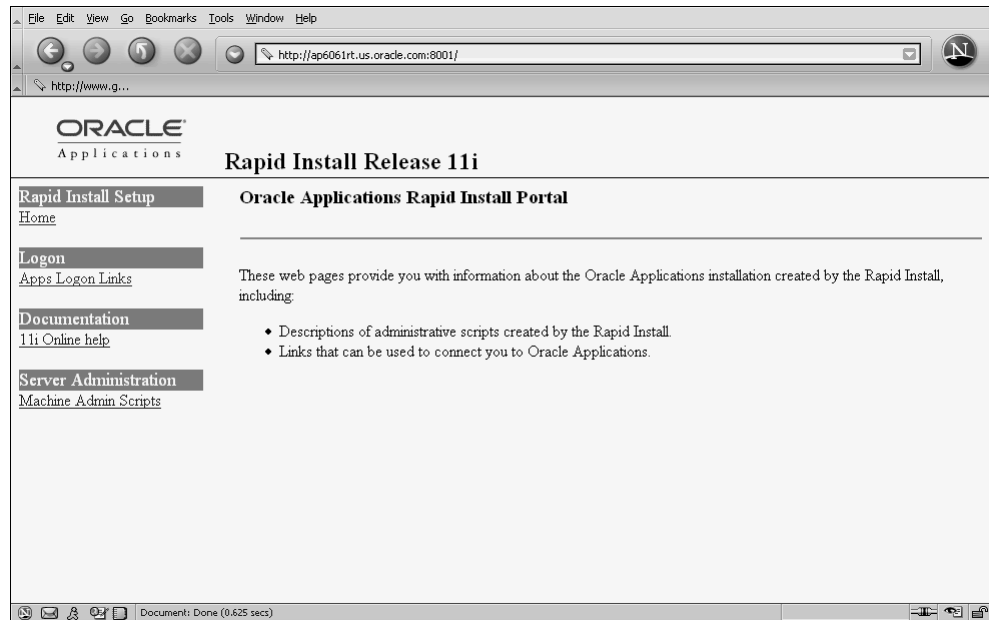 File Edit View Go Bookmarks Tools Window Help
http://ap6061rt.us.oracle.com:8001/
N
http://www.g...
ORACLE
Applications
Rapid Install Release 11i
Rapid Install Setup
Home
Logon
Apps Logon Links
Documentation
11i Online help
Server Administration
Machine Admin Scripts
Oracle Applications Rapid Install Portal
These web pages provide you with information about the Oracle Applications installation created by the Rapid Install,
including:
• Descriptions of administrative scripts created by the Rapid Install.
• Links that can be used to connect you to Oracle Applications.
Document: Done (0.625 secs)